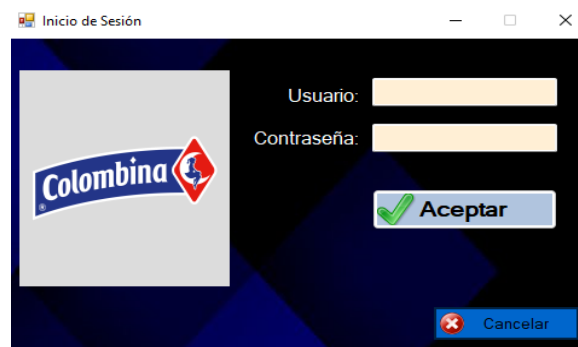 Inicio de Sesión
Usuario:
Contraseña:
Colombina
®
Aceptar
Cancelar